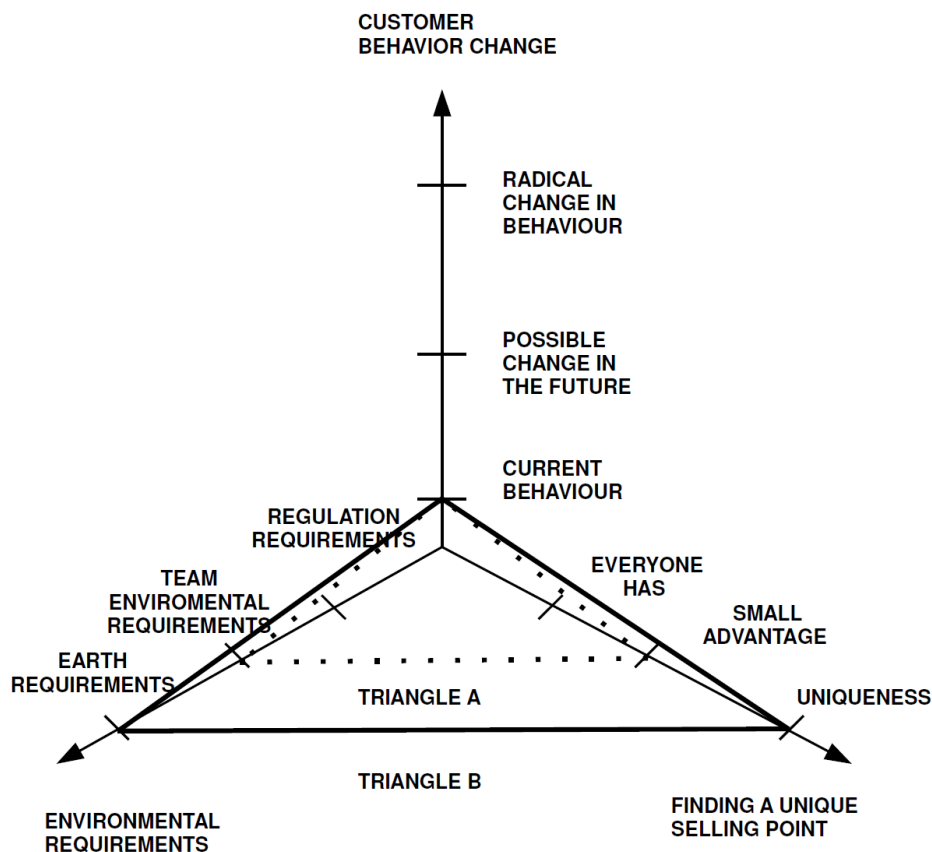 CUSTOMER
BEHAVIOR CHANGE
RADICAL
CHANGE IN
BEHAVIOUR
POSSIBLE
CHANGE IN
THE FUTURE
CURRENT
BEHAVIOUR
REGULATION
REQUIREMENTS
EVERYONE
HAS
TEAM
ENVIROMENTAL
REQUIREMENTS
SMALL
ADVANTAGE
EARTH
REQUIREMENTS
TRIANGLE A
UNIQUENESS
TRIANGLE B
ENVIRONMENTAL
REQUIREMENTS
FINDING A UNIQUE
SELLING POINT